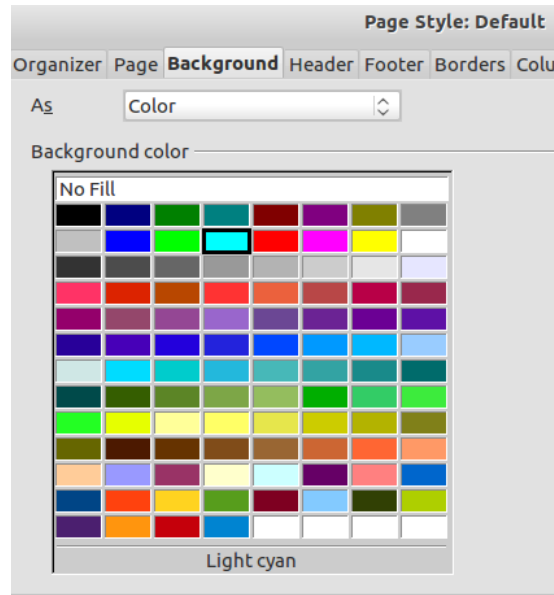 Page Style: Default
Organizer Page Background Header Footer Borders Colu
As Color
Background color
No Fill
Light cyan